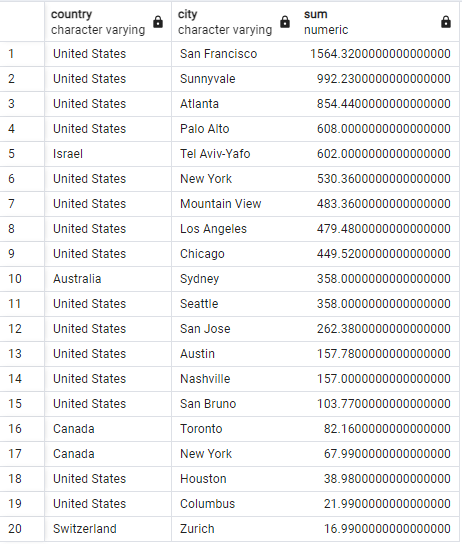 country city sum
character varying character varying numeric
1 United States San Francisco 1564.3200000000000000
2 United States Sunnyvale 992.2300000000000000
3 United States Atlanta 854.4400000000000000
4 United States Palo Alto 608.0000000000000000
5 Israel Tel Aviv-Yafo 602.0000000000000000
6 United States New York 530.3600000000000000
7 United States Mountain View 483.3600000000000000
8 United States Los Angeles 479.4800000000000000
9 United States Chicago 449.5200000000000000
10 Australia Sydney 358.0000000000000000
11 United States Seattle 358.0000000000000000
12 United States San Jose 262.3800000000000000
13 United States Austin 157.7800000000000000
14 United States Nashville 157.0000000000000000
15 United States San Bruno 103.7700000000000000
16 Canada Toronto 82.1600000000000000
17 Canada New York 67.9900000000000000
18 United States Houston 38.9800000000000000
19 United States Columbus 21.9900000000000000
20 Switzerland Zurich 16.9900000000000000